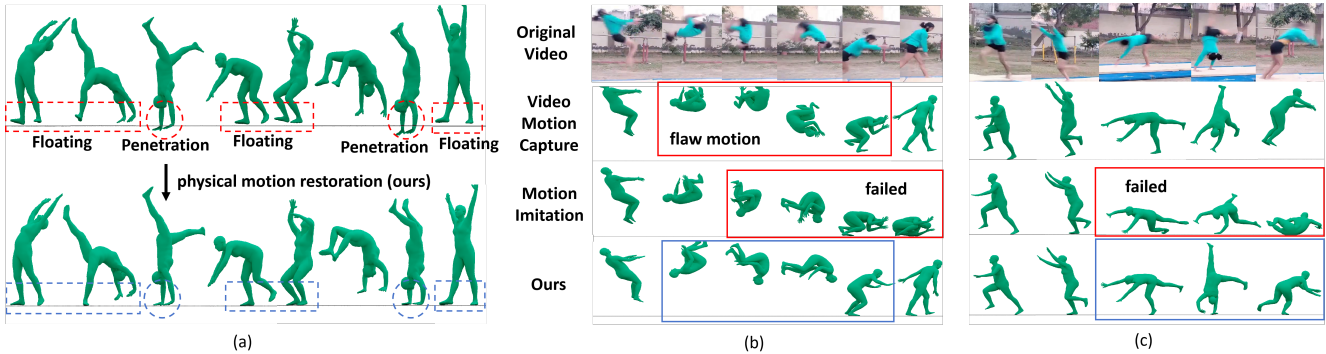 Floating
Penetration
Floating
Penetration
Floating
physical motion restoration (ours)
(a)
Original
Video
Video
Motion
Capture
flaw motion
Motion
Imitation
failed
Ours
(b)
failed
(c)